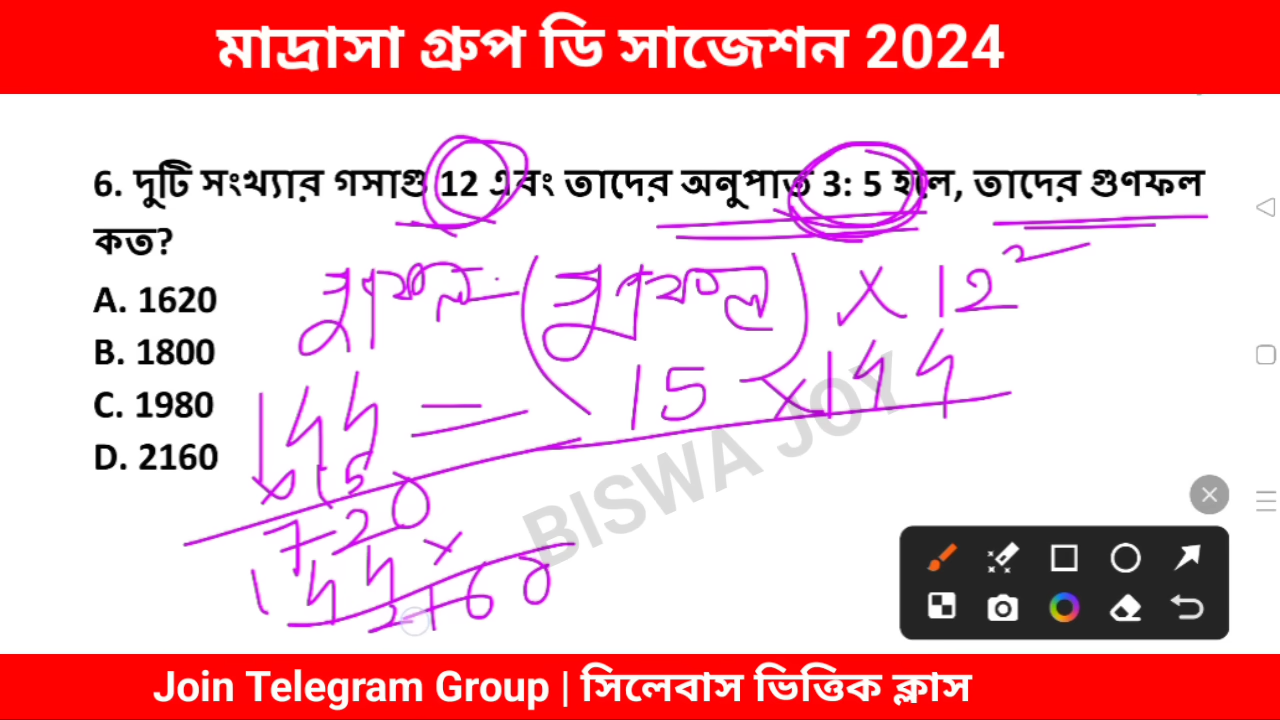 মাদ্রাসা গ্রুপ ডি সাজেশন 2024
6. দুটি সংখ্যার গসাগু 12 এবং তাদের অনুপাত 3: 5 হলে, তাদের গুণফল
কত?
গুণফল = (গুণফল) × 12²
A. 1620
B. 1800
= 15 × 144
C. 1980
144
D. 2160
× 15
720
144 ×
2160
BISWA JOY
Join Telegram Group | সিলেবাস ভিত্তিক ক্লাস